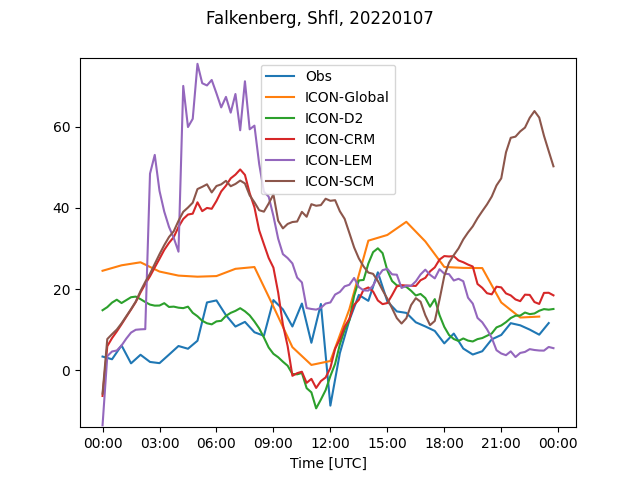 Falkenberg, Shfl, 20220107
Obs
ICON-Global
ICON-D2
ICON-CRM
ICON-LEM
ICON-SCM
60
40
20
0
00:00 03:00 06:00 09:00 12:00 15:00 18:00 21:00 00:00
Time [UTC]